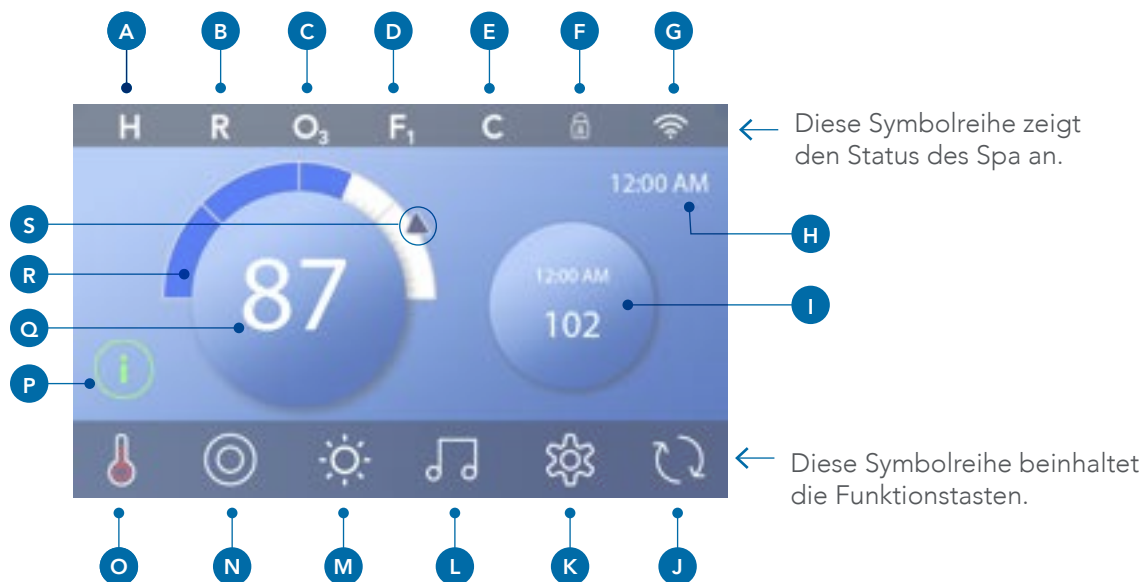 A B C D E F G
H R O₃ F₁ C
Diese Symbolreihe zeigt
den Status des Spa an.
12:00 AM
S
H
R
87
12:00 AM
I
102
Q
P
i
Diese Symbolreihe beinhaltet
die Funktionstasten.
O N M L K J